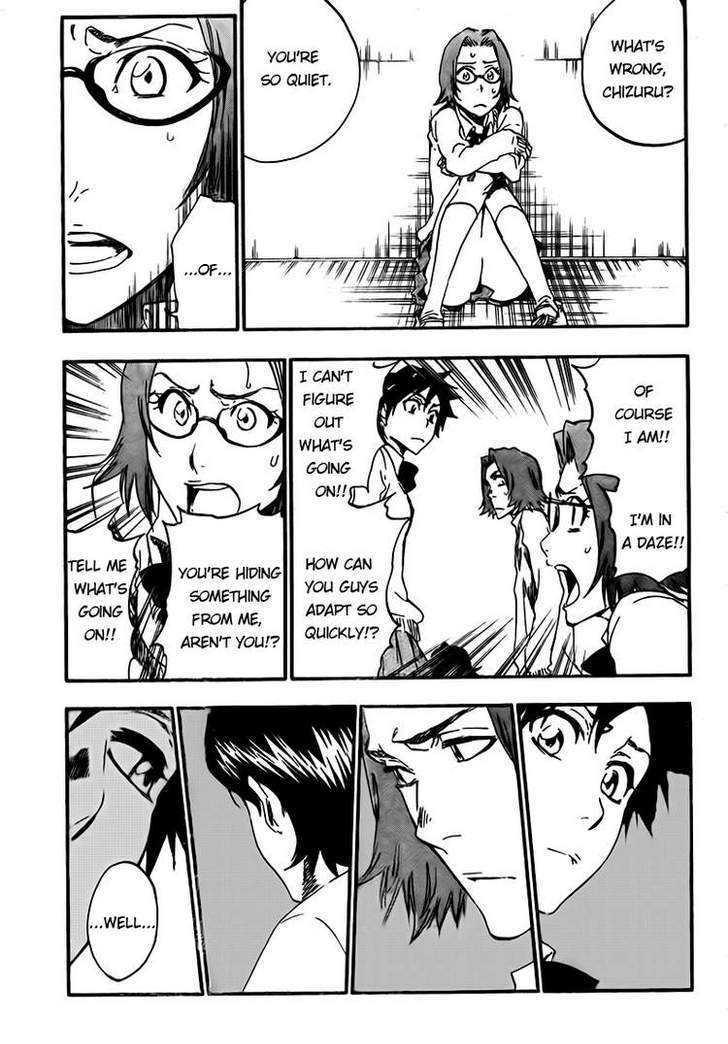 WHAT'S
WRONG,
CHIZURU?
YOU'RE
SO QUIET.
...OF...
OF
COURSE
I AM!!
I'M IN
A DAZE!!
I CAN'T
FIGURE
OUT
WHAT'S
GOING
ON!!
HOW CAN
YOU GUYS
ADAPT SO
QUICKLY!?
YOU'RE HIDING
SOMETHING
FROM ME,
AREN'T YOU!?
TELL ME
WHAT'S
GOING
ON!!
...WELL...